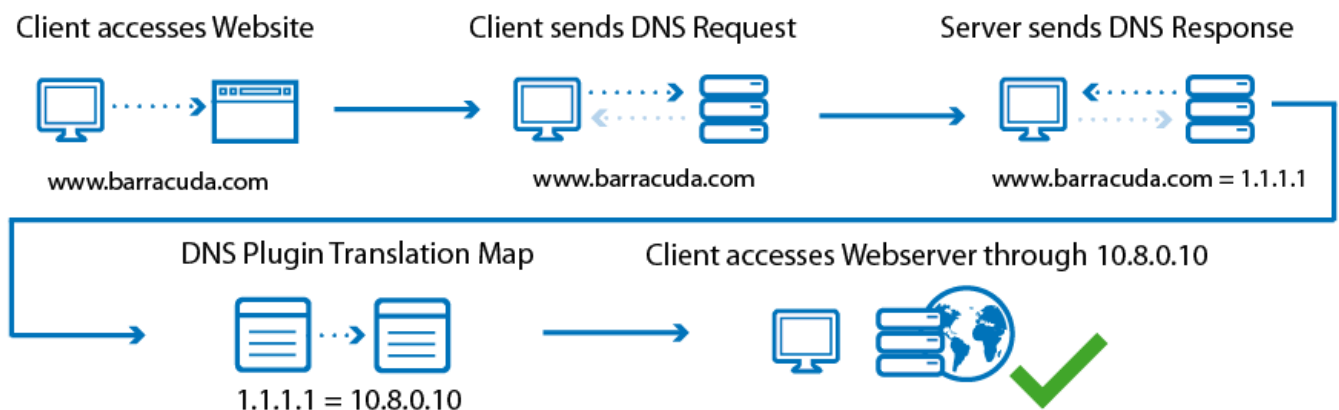 Client accesses Website
Client sends DNS Request
Server sends DNS Response
www.barracuda.com
www.barracuda.com
www.barracuda.com = 1.1.1.1
DNS Plugin Translation Map
Client accesses Webserver through 10.8.0.10
1.1.1.1 = 10.8.0.10